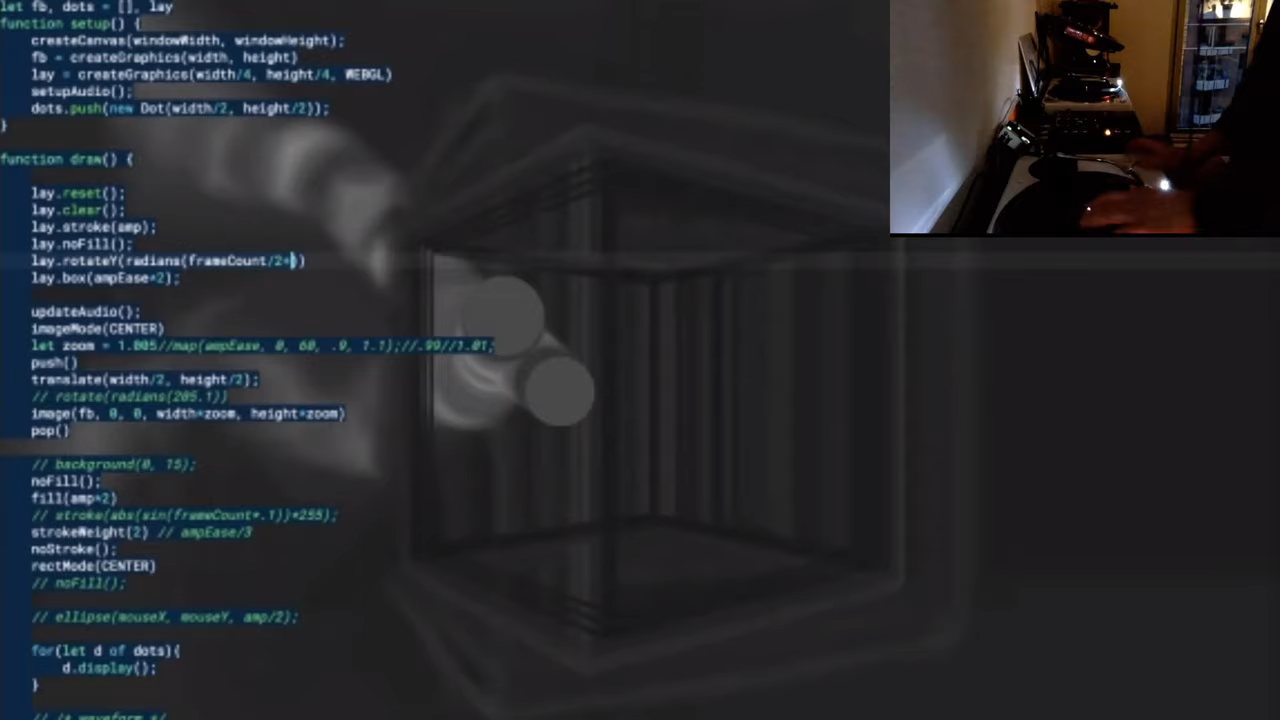 let fb, dots = [], lay
function setup() {
createCanvas(windowWidth, windowHeight);
fb = createGraphics(width, height)
lay = createGraphics(width/4, height/4, WEBGL)
setupAudio();
dots.push(new Dot(width/2, height/2));
}
function draw() {
lay.reset();
lay.clear();
lay.stroke(amp);
lay.noFill();
lay.rotateY(radians(frameCount/2+))
lay.box(ampEase*2);
updateAudio();
imageMode(CENTER)
let zoom = 1.005//map(ampEase, 0, 60, .9, 1.1);//.99//1.01;
push()
translate(width/2, height/2);
// rotate(radians(205.1))
image(fb, 0, 0, width*zoom, height*zoom)
pop()
// background(0, 15);
noFill();
fill(amp*2)
// stroke(abs(sin(frameCount*.1))*255);
strokeWeight(2) // ampEase/3
noStroke();
rectMode(CENTER)
// noFill();
// ellipse(mouseX, mouseY, amp/2);
for(let d of dots){
d.display();
}
// /* waveform */